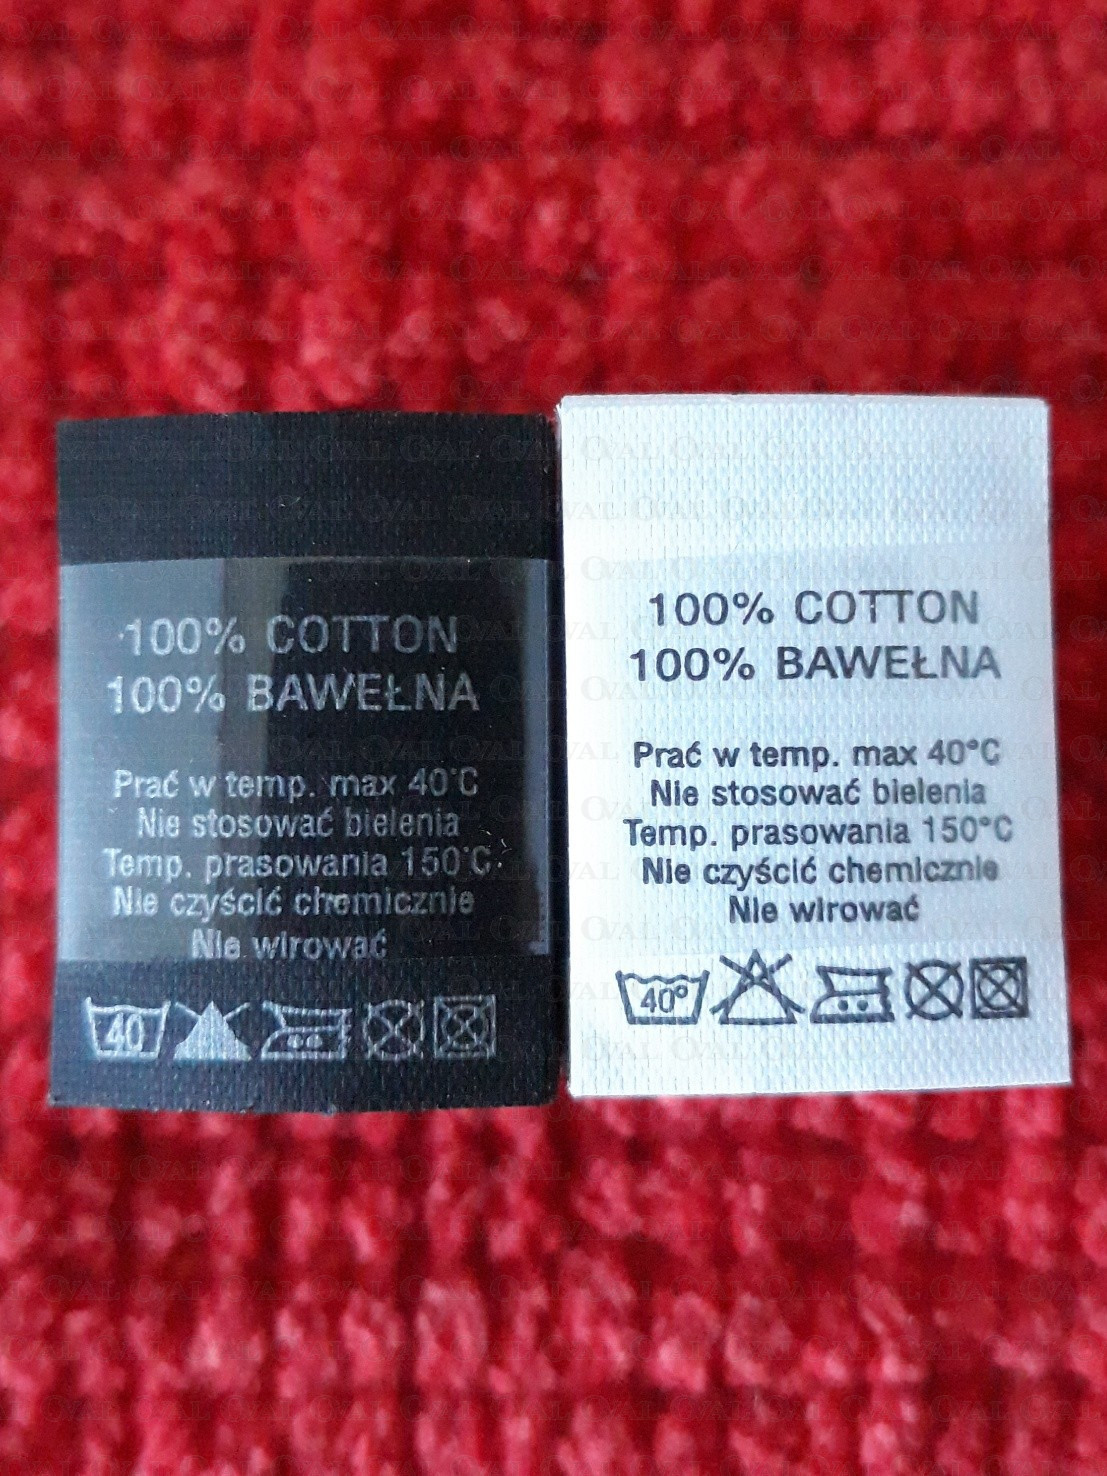 100% COTTON
100% BAWEŁNA
Prać w temp. max 40°C
Nie stosować bielenia
Temp. prasowania 150°C
Nie czyścić chemicznie
Nie wirować
40
100% COTTON
100% BAWEŁNA
Prać w temp. max 40°C
Nie stosować bielenia
Temp. prasowania 150°C
Nie czyścić chemicznie
Nie wirować
40°
OVAL